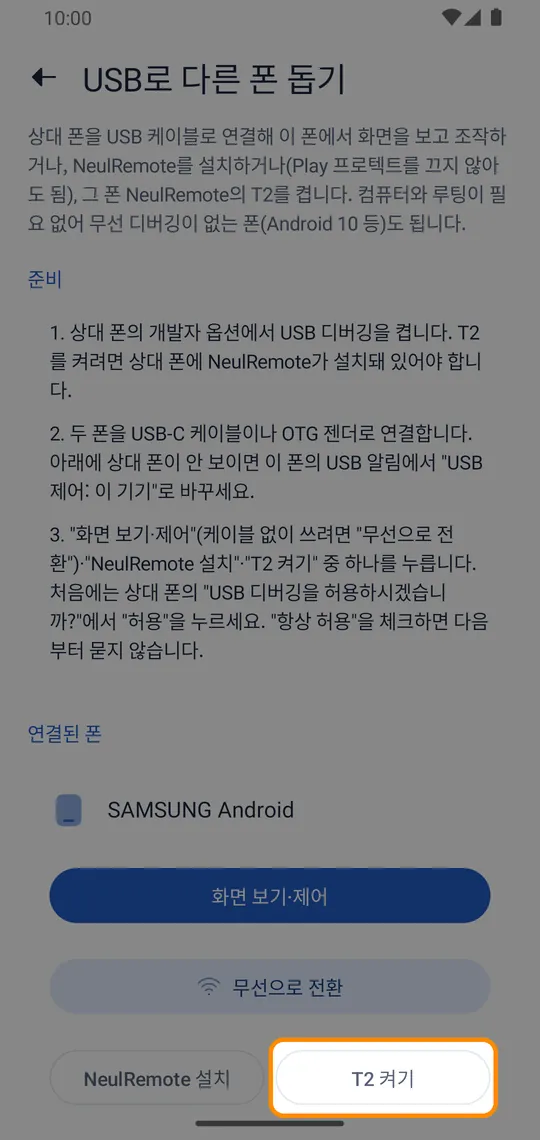 10:00
USB로 다른 폰 돕기
상대 폰을 USB 케이블로 연결해 이 폰에서 화면을 보고 조작하
거나, NeulRemote를 설치하거나(Play 프로텍트를 끄지 않아
도 됨), 그 폰 NeulRemote의 T2를 켭니다. 컴퓨터와 루팅이 필
요 없어 무선 디버깅이 없는 폰(Android 10 등)도 됩니다.
준비
1. 상대 폰의 개발자 옵션에서 USB 디버깅을 켭니다. T2
를 켜려면 상대 폰에 NeulRemote가 설치돼 있어야 합니
다.
2. 두 폰을 USB-C 케이블이나 OTG 젠더로 연결합니다.
아래에 상대 폰이 안 보이면 이 폰의 USB 알림에서 "USB
제어: 이 기기"로 바꾸세요.
3. "화면 보기·제어"(케이블 없이 쓰려면 "무선으로 전
환")·"NeulRemote 설치"·"T2 켜기" 중 하나를 누릅니다.
처음에는 상대 폰의 "USB 디버깅을 허용하시겠습니
까?"에서 "허용"을 누르세요. "항상 허용"을 체크하면 다음
부터 묻지 않습니다.
연결된 폰
SAMSUNG Android
화면 보기·제어
무선으로 전환
NeulRemote 설치
T2 켜기